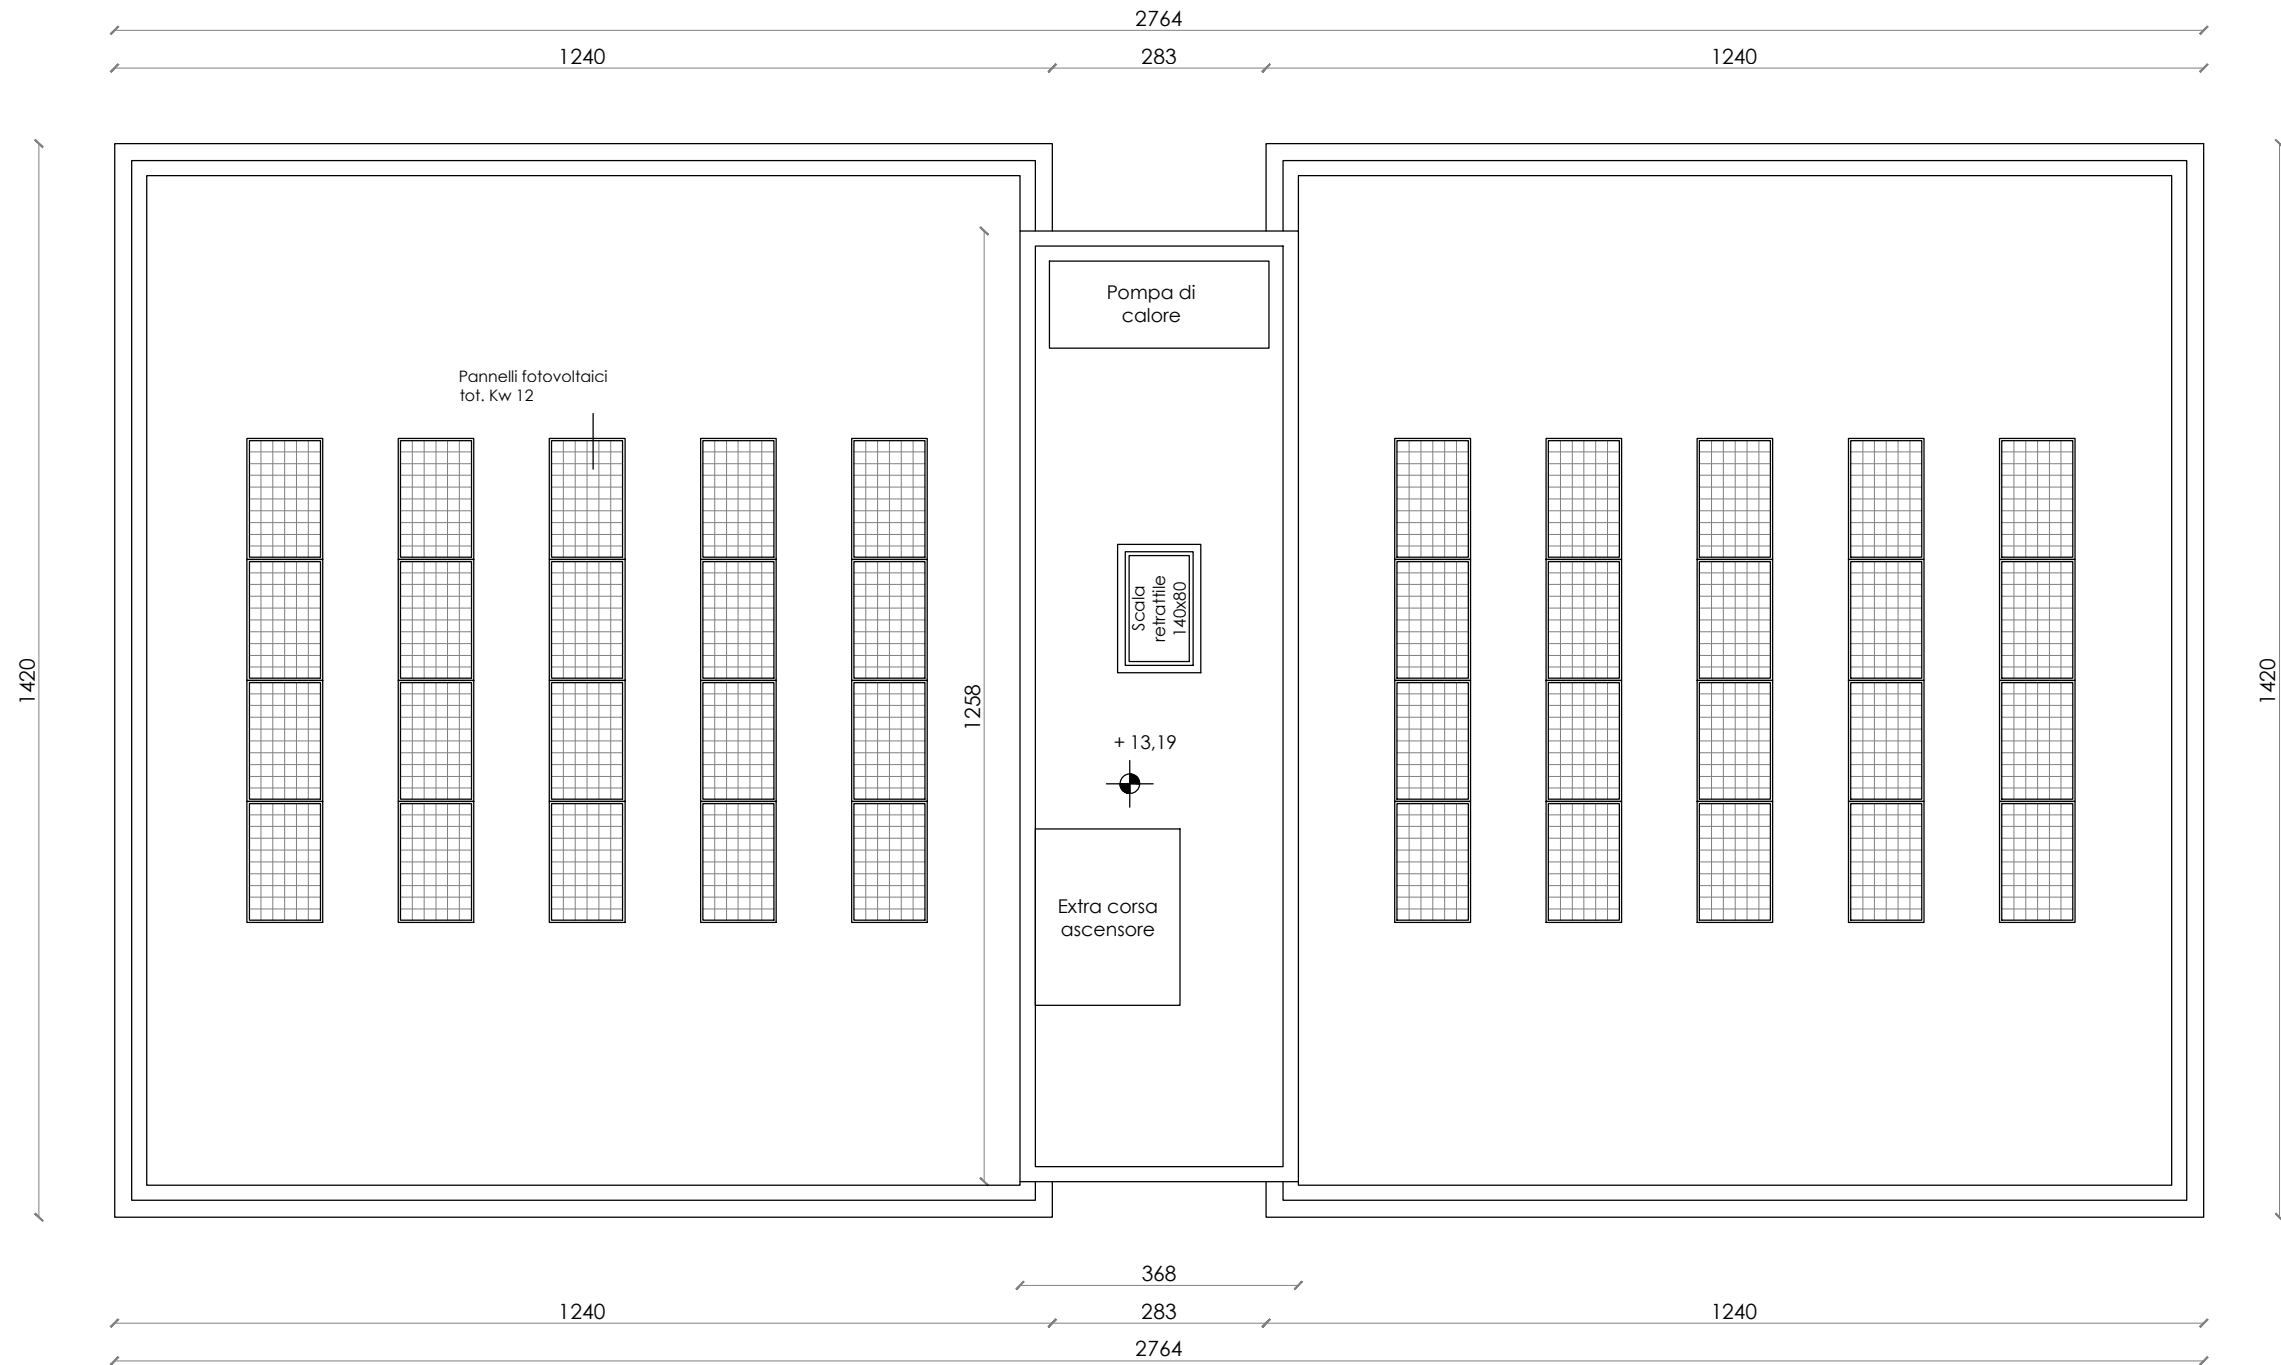 2764
1240
283
1240
Pompa di
calore
Pannelli fotovoltaici
tot. Kw 12
Scala
retrattile
140x80
1420
1258
1420
+ 13,19
Extra corsa
ascensore
368
1240
283
1240
2764